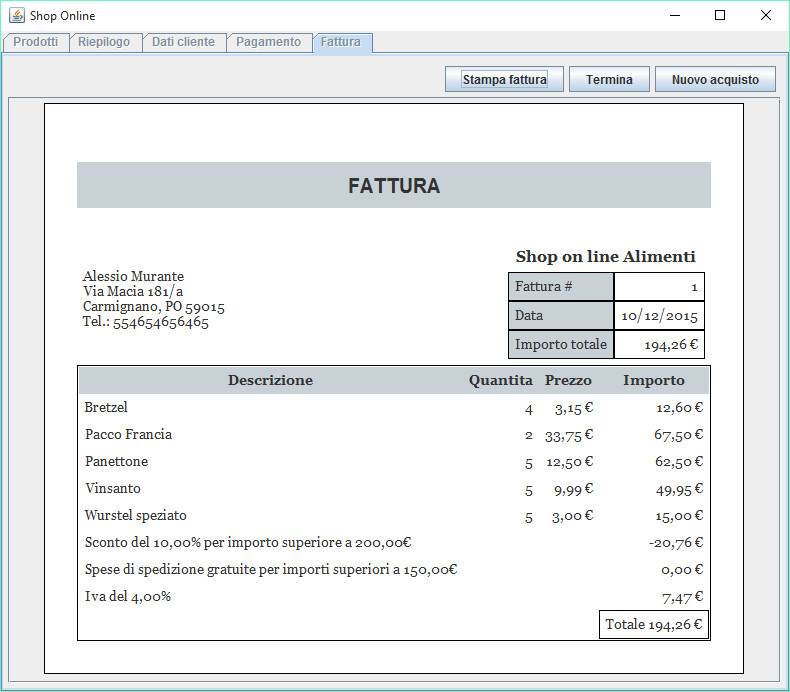 Shop Online
Prodotti Riepilogo Dati cliente Pagamento Fattura
Stampa fattura Termina Nuovo acquisto
FATTURA
Shop on line Alimenti
Alessio Murante
Via Macia 181/a
Carmignano, PO 59015
Tel.: 554654656465
Fattura # 1
Data 10/12/2015
Importo totale 194,26 €
Descrizione Quantita Prezzo Importo
Bretzel 4 3,15 € 12,60 €
Pacco Francia 2 33,75 € 67,50 €
Panettone 5 12,50 € 62,50 €
Vinsanto 5 9,99 € 49,95 €
Wurstel speziato 5 3,00 € 15,00 €
Sconto del 10,00% per importo superiore a 200,00€ -20,76 €
Spese di spedizione gratuite per importi superiori a 150,00€ 0,00 €
Iva del 4,00% 7,47 €
Totale 194,26 €